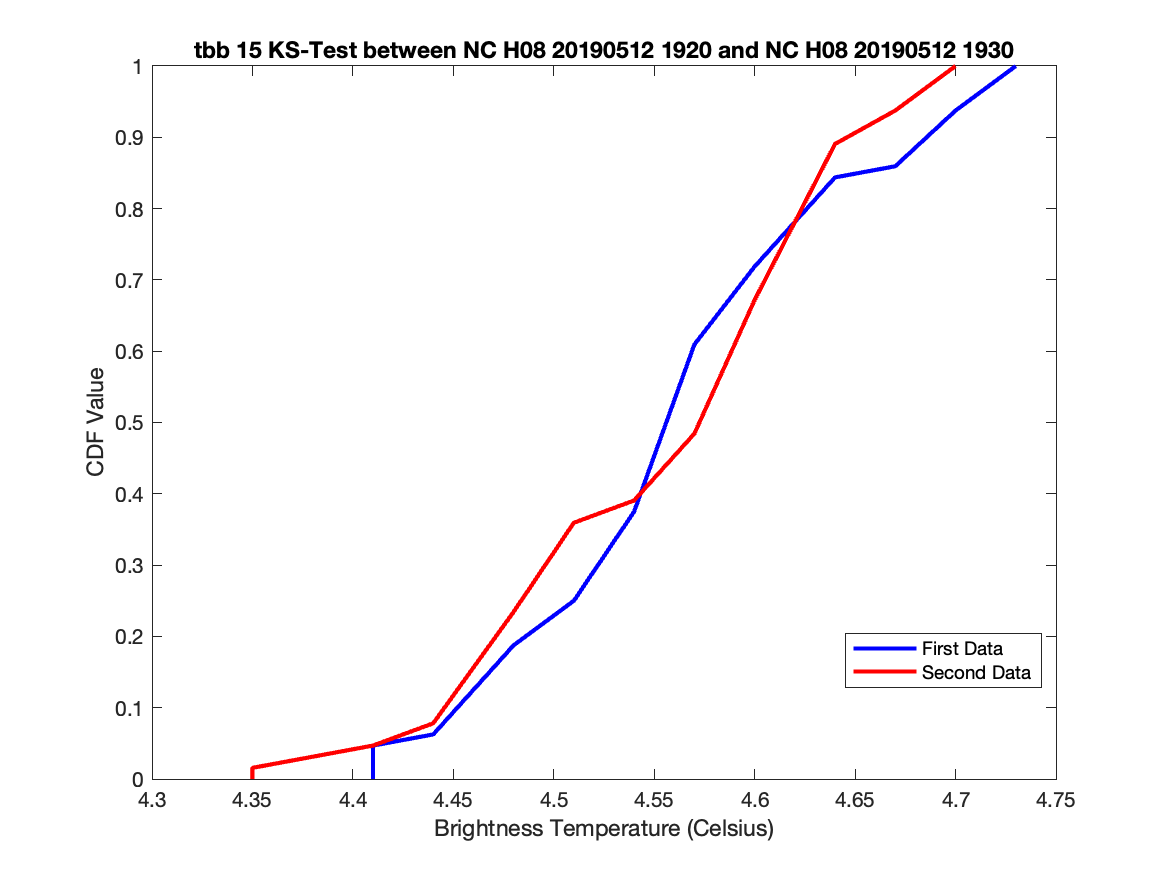 tbb 15 KS-Test between NC H08 20190512 1920 and NC H08 20190512 1930
1
0.9
0.8
0.7
0.6
0.5
0.4
0.3
0.2
0.1
0
CDF Value
First Data
Second Data
4.3 4.35 4.4 4.45 4.5 4.55 4.6 4.65 4.7 4.75
Brightness Temperature (Celsius)